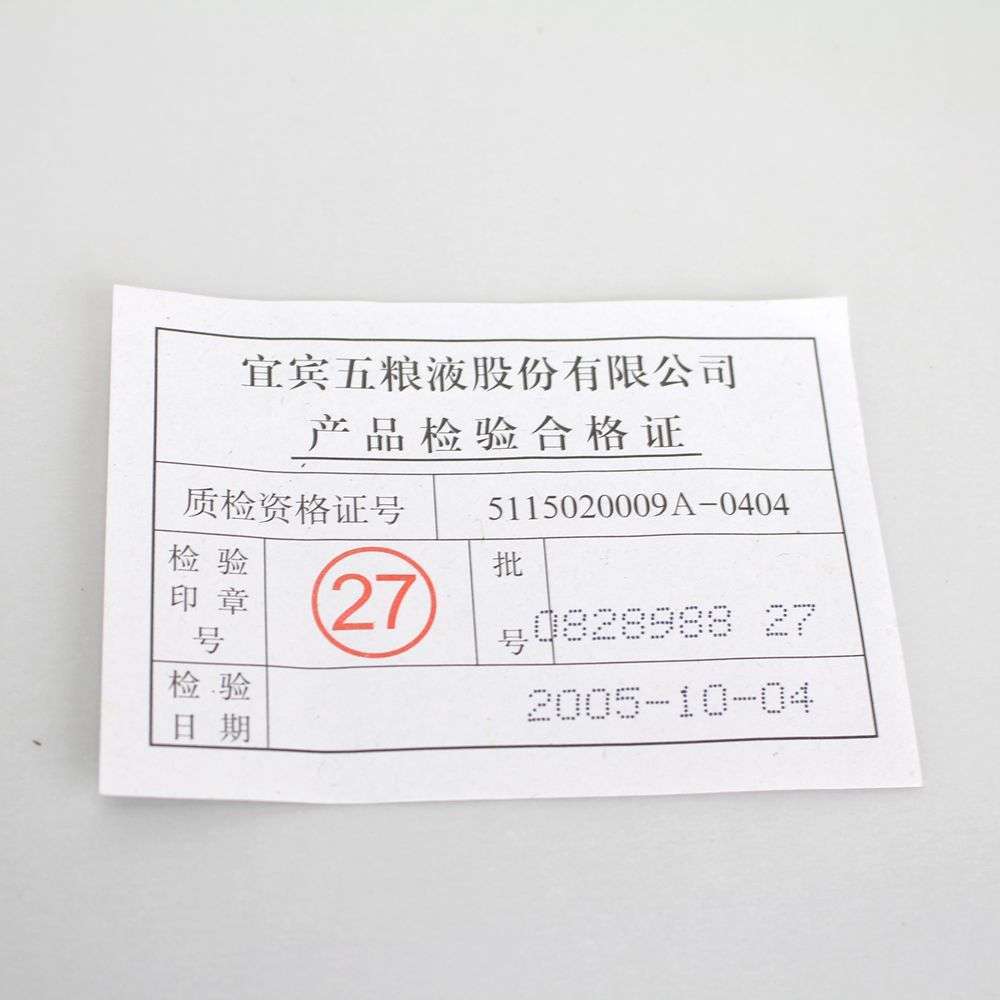 宜宾五粮液股份有限公司
产品检验合格证
质检资格证号 5115020009A-0404
检验印章号 27 批号 0828988 27
检验日期 2005-10-04